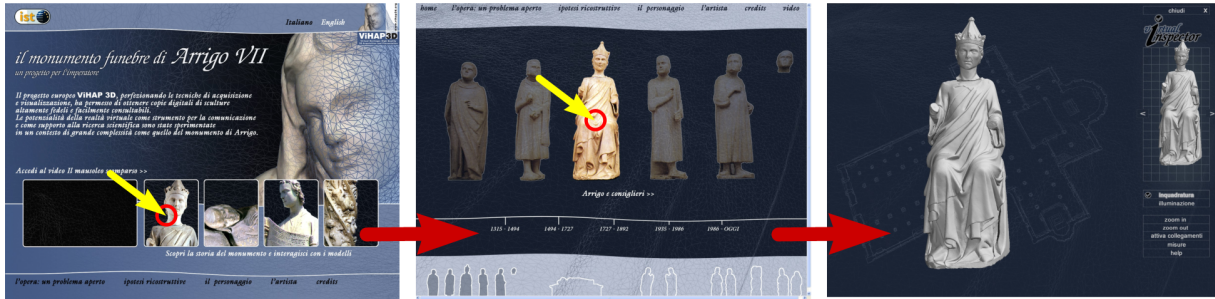 ist
Italiano English
ViHAP3D
il monumento funebre di Arrigo VII
un progetto per l'imperatore
Il progetto europeo ViHAP 3D, perfezionando le tecniche di acquisizione
e visualizzazione, ha permesso di ottenere copie digitali di sculture
altamente fedeli e facilmente consultabili.
Le potenzialità della realtà virtuale come strumento per la comunicazione
e come supporto alla ricerca scientifica sono state sperimentate
in un contesto di grande complessità come quello del monumento di Arrigo.
Accedi al video Il mausoleo scomparso >>
Scopri la storia del monumento e interagisci con i modelli
l'opera: un problema aperto ipotesi ricostruttive il personaggio l'artista credits
home l'opera: un problema aperto ipotesi ricostruttive il personaggio l'artista credits video
Arrigo e consiglieri >>
1315 - 1494 1494 - 1727 1727 - 1892 1935 - 1986 1986 - OGGI
chiudi X
Virtual
Inspector
< >
Inquadratura
illuminazione
zoom in
zoom out
attiva collegamenti
misure
help